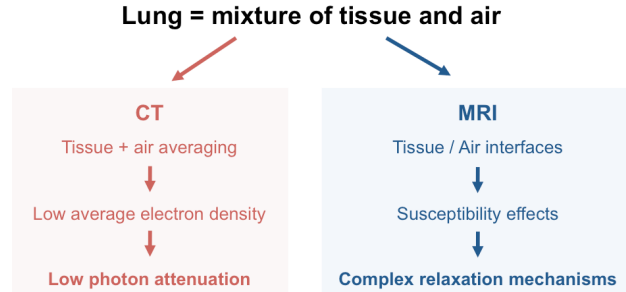 Lung = mixture of tissue and air
CT
Tissue + air averaging
Low average electron density
Low photon attenuation
MRI
Tissue / Air interfaces
Susceptibility effects
Complex relaxation mechanisms